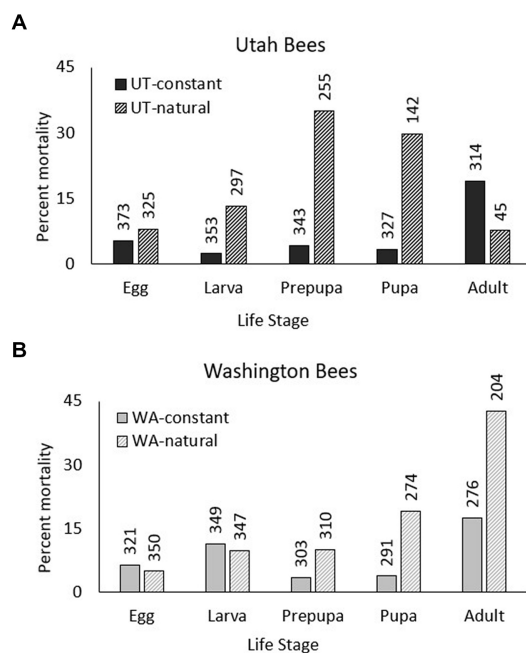 A
Utah Bees
45
30
15
0
Percent mortality
UT-constant
UT-natural
373 325 353 297 343 255 327 142 314 45
Egg Larva Prepupa Pupa Adult
Life Stage
B
Washington Bees
45
30
15
0
Percent mortality
WA-constant
WA-natural
321 350 349 347 303 310 291 274 276 204
Egg Larva Prepupa Pupa Adult
Life Stage